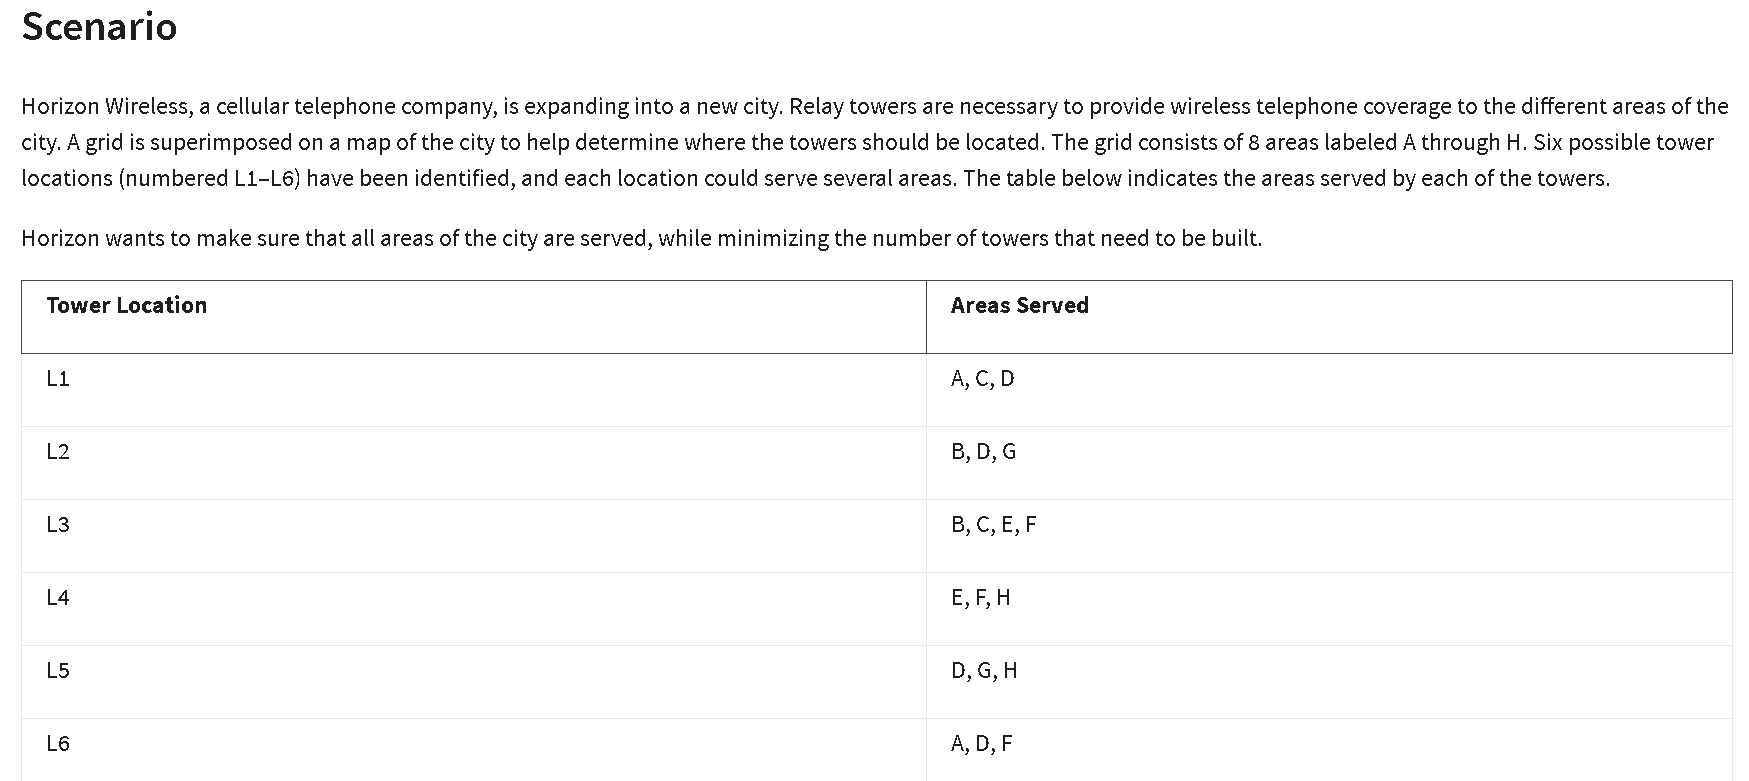 Scenario
Horizon Wireless, a cellular telephone company, is expanding into a new city. Relay towers are necessary to provide wireless telephone coverage to the different areas of the
city. A grid is superimposed on a map of the city to help determine where the towers should be located. The grid consists of 8 areas labeled A through H. Six possible tower
locations (numbered L1–L6) have been identified, and each location could serve several areas. The table below indicates the areas served by each of the towers.
Horizon wants to make sure that all areas of the city are served, while minimizing the number of towers that need to be built.
Tower Location Areas Served
L1 A, C, D
L2 B, D, G
L3 B, C, E, F
L4 E, F, H
L5 D, G, H
L6 A, D, F